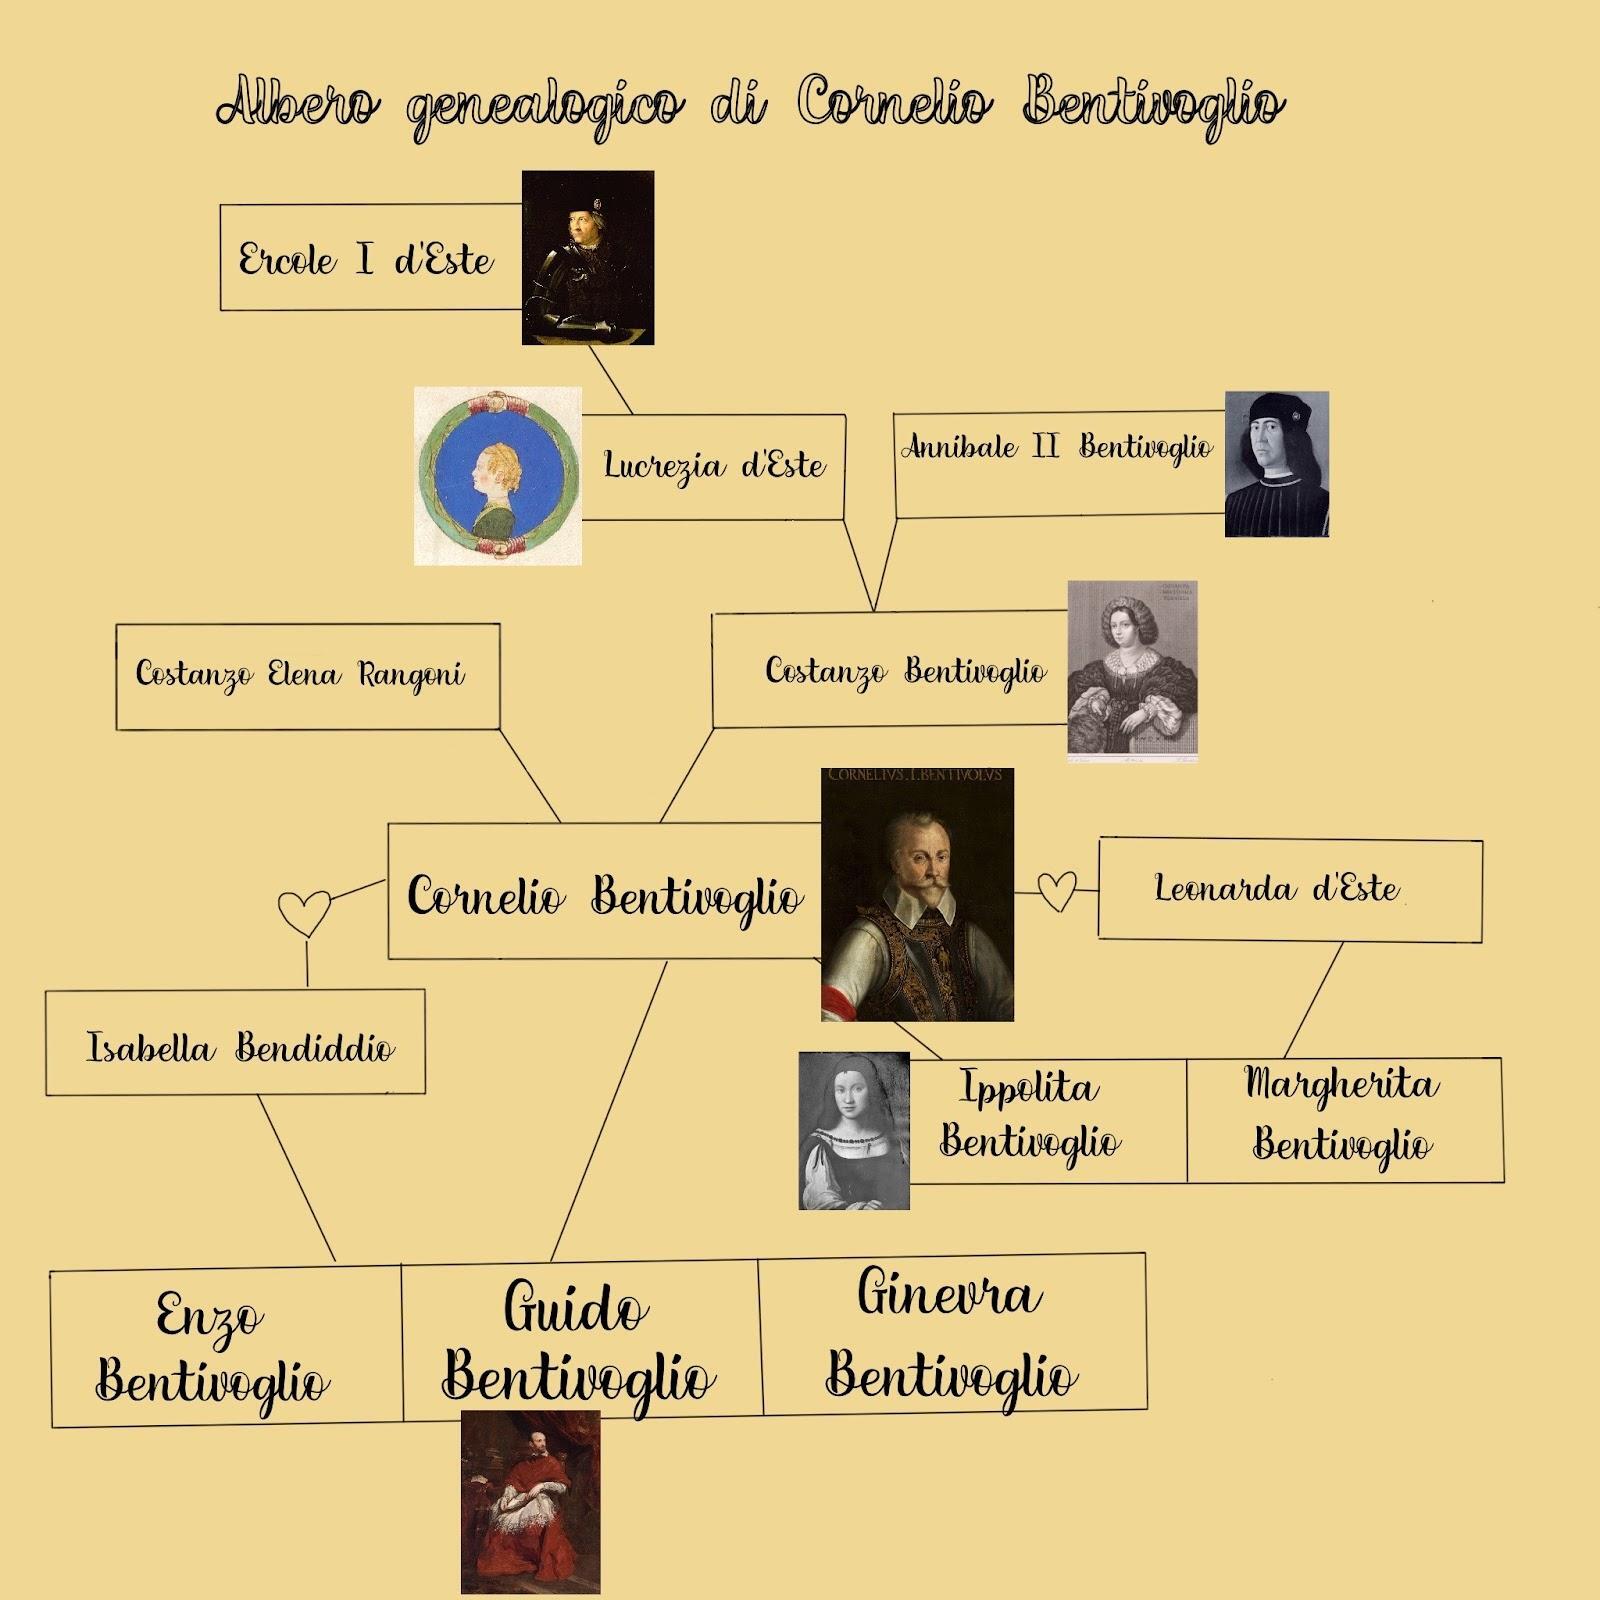 Albero genealogico di Cornelio Bentivoglio
Ercole I d'Este
Lucrezia d'Este
Annibale II Bentivoglio
Costanzo Elena Rangoni
Costanzo Bentivoglio
CORNELIVS.I.BENTIVOLVS
Cornelio Bentivoglio
Leonarda d'Este
Isabella Bendiddio
Ippolita
Bentivoglio
Margherita
Bentivoglio
Enzo
Bentivoglio
Guido
Bentivoglio
Ginevra
Bentivoglio